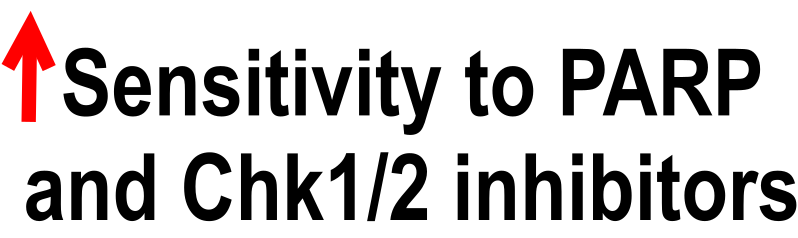 Sensitivity to PARP
and Chk1/2 inhibitors